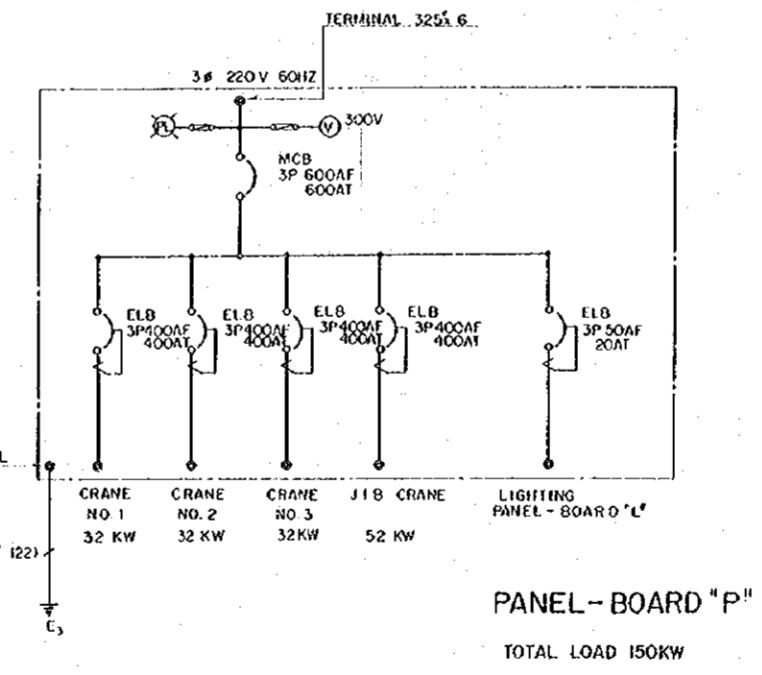 TERMINAL 325° x 6
3ø 220V 60HZ
PL
V
300V
MCB
3P 600AF
600AT
ELB
3P400AF
400AT
ELB
3P400AF
400AT
ELB
3P400AF
400AT
ELB
3P400AF
400AT
ELB
3P 50AF
20AT
L
CRANE
NO. 1
32 KW
CRANE
NO. 2
32 KW
CRANE
NO. 3
32KW
JIB CRANE
52 KW
LIGHTING
PANEL-BOARD "L"
(22)
E3
PANEL-BOARD "P"
TOTAL LOAD 150KW